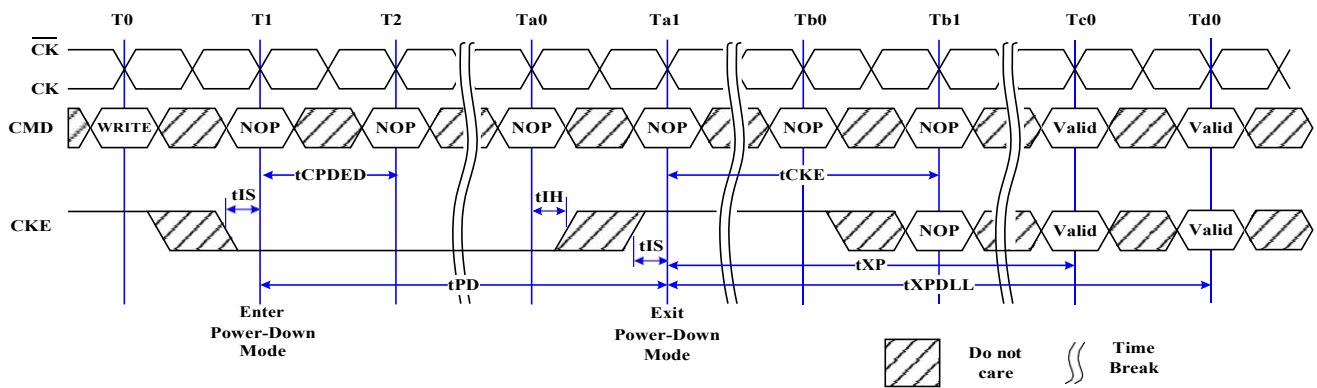 T0 T1 T2 Ta0 Ta1 Tb0 Tb1 Tc0 Td0
CK
CK
CMD WRITE NOP NOP NOP NOP NOP NOP Valid Valid
tCPDED tCKE
tIS tIH
CKE NOP Valid Valid
tIS
tXP
tPD tXPDLL
Enter
Power-Down
Mode
Exit
Power-Down
Mode
Do not
care
Time
Break